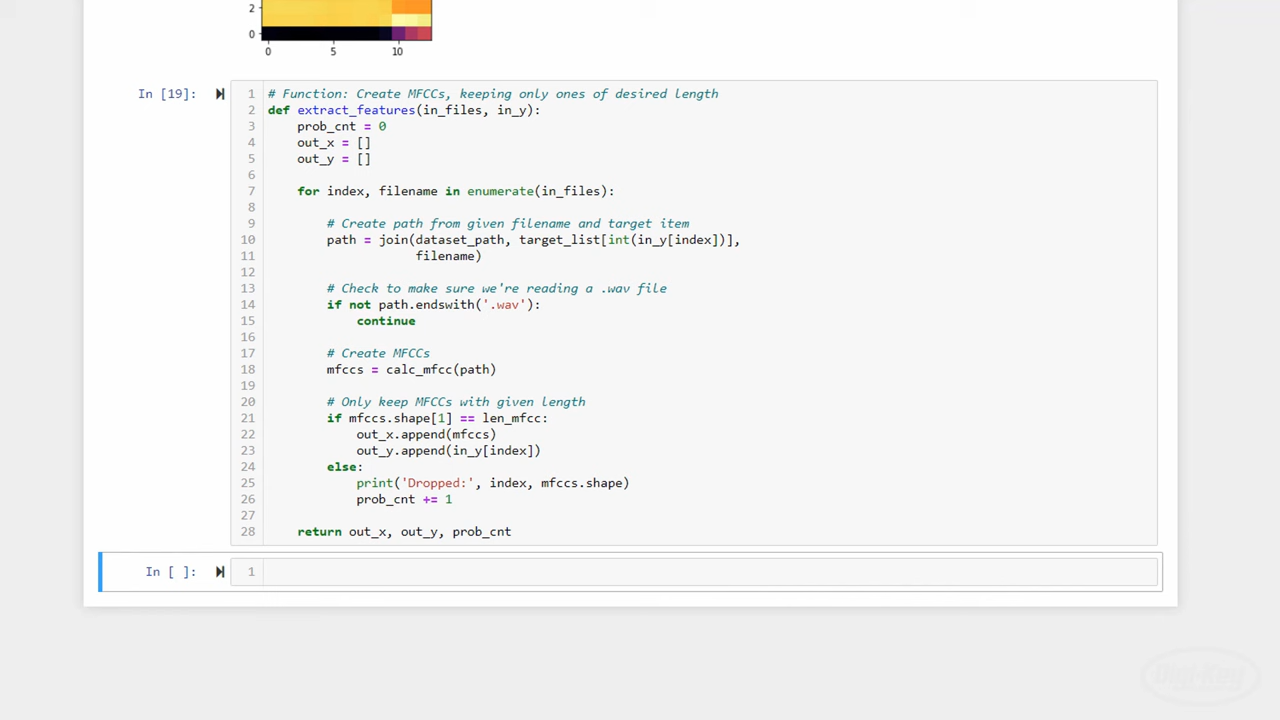 2
0
0 5 10
In [19]:
1 # Function: Create MFCCs, keeping only ones of desired length
2 def extract_features(in_files, in_y):
3 prob_cnt = 0
4 out_x = []
5 out_y = []
6
7 for index, filename in enumerate(in_files):
8
9 # Create path from given filename and target item
10 path = join(dataset_path, target_list[int(in_y[index])],
11 filename)
12
13 # Check to make sure we're reading a .wav file
14 if not path.endswith('.wav'):
15 continue
16
17 # Create MFCCs
18 mfccs = calc_mfcc(path)
19
20 # Only keep MFCCs with given length
21 if mfccs.shape[1] == len_mfcc:
22 out_x.append(mfccs)
23 out_y.append(in_y[index])
24 else:
25 print('Dropped:', index, mfccs.shape)
26 prob_cnt += 1
27
28 return out_x, out_y, prob_cnt
In [ ]: 1
Digi-Key